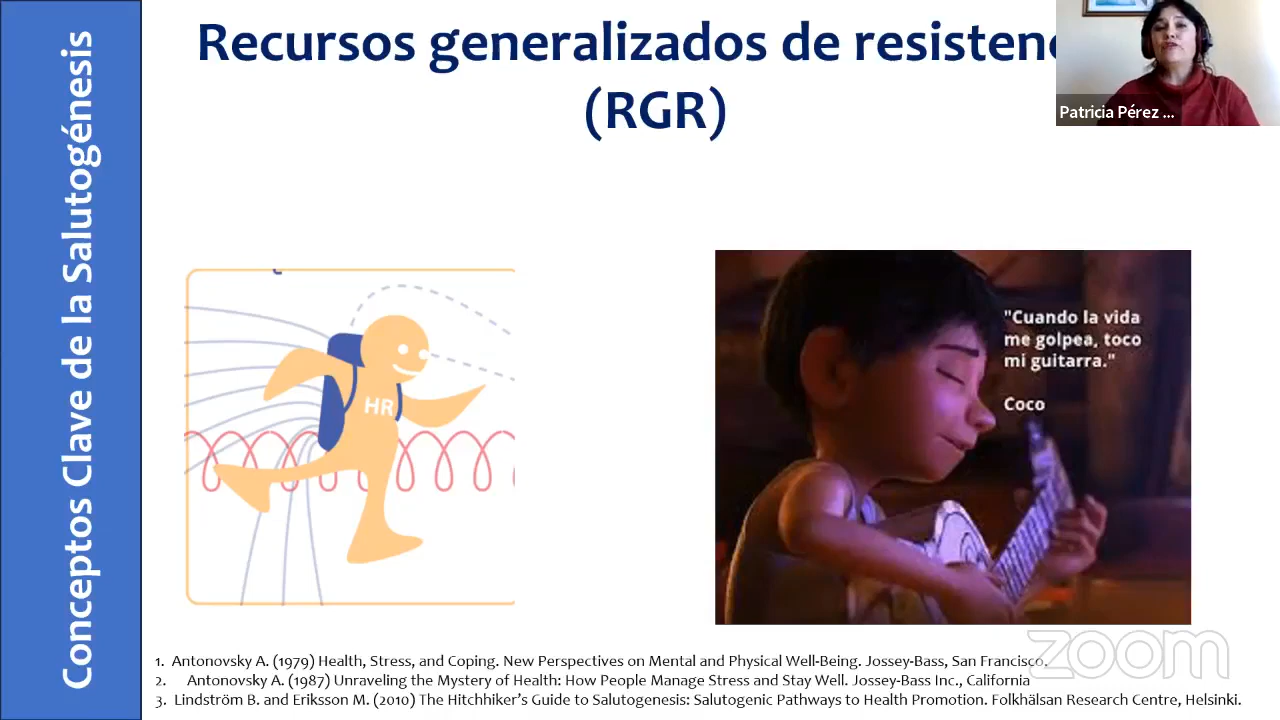 Conceptos Clave de la Salutogénesis
Recursos generalizados de
(RGR)
Patricia Pérez ...
HR
"Cuando la vida
me golpea, toco
mi guitarra."
Coco
1. Antonovsky A. (1979) Health, Stress, and Coping. New Perspectives on Mental and Physical Well-Being. Jossey-Bass, San Francisco.
2. Antonovsky A. (1987) Unraveling the Mystery of Health: How People Manage Stress and Stay Well. Jossey-Bass Inc., California
3. Lindström B. and Eriksson M. (2010) The Hitchhiker's Guide to Salutogenesis: Salutogenic Pathways to Health Promotion. Folkhälsan Research Centre, Helsinki.
zoom